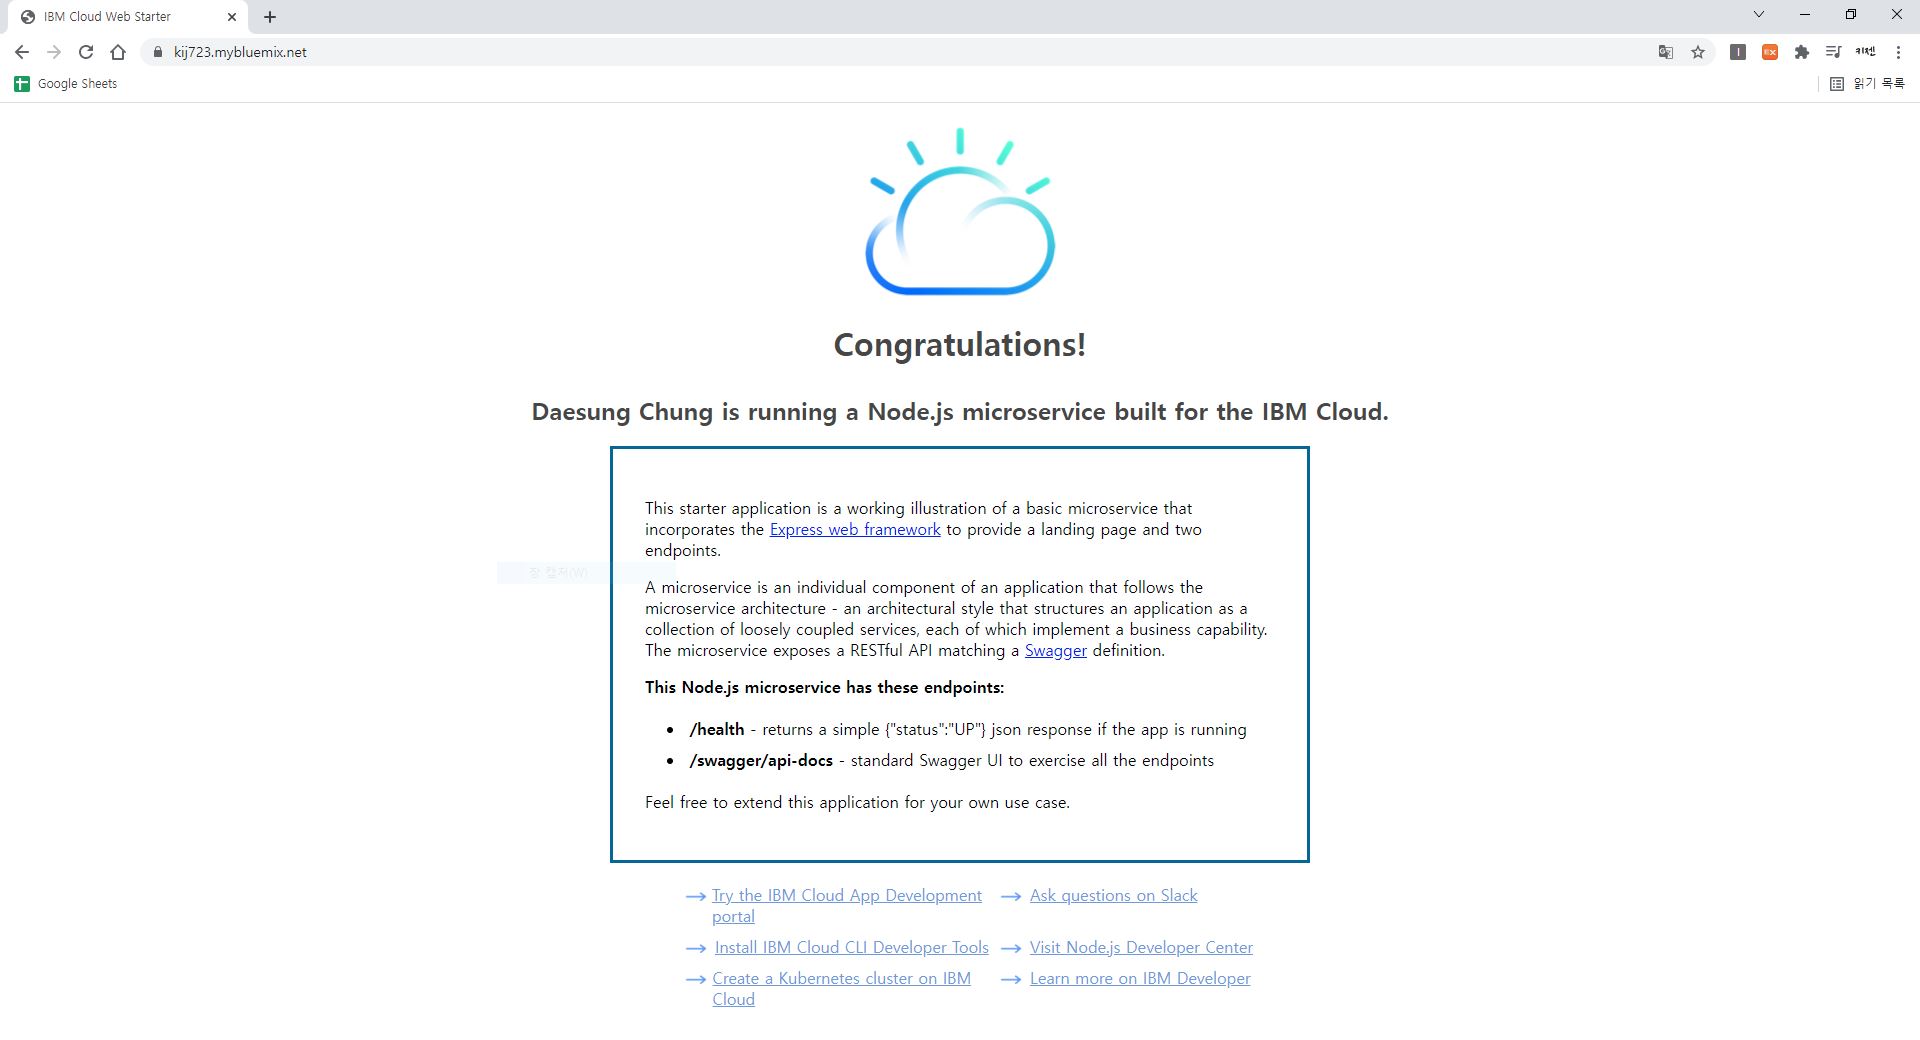 IBM Cloud Web Starter
kij723.mybluemix.net
EX
키첸
Google Sheets
읽기 목록
Congratulations!
Daesung Chung is running a Node.js microservice built for the IBM Cloud.
This starter application is a working illustration of a basic microservice that
incorporates the Express web framework to provide a landing page and two
endpoints.
창 캡처(W)
A microservice is an individual component of an application that follows the
microservice architecture - an architectural style that structures an application as a
collection of loosely coupled services, each of which implement a business capability.
The microservice exposes a RESTful API matching a Swagger definition.
This Node.js microservice has these endpoints:
• /health - returns a simple {"status":"UP"} json response if the app is running
• /swagger/api-docs - standard Swagger UI to exercise all the endpoints
Feel free to extend this application for your own use case.
Try the IBM Cloud App Development
portal
Ask questions on Slack
Install IBM Cloud CLI Developer Tools
Visit Node.js Developer Center
Create a Kubernetes cluster on IBM
Cloud
Learn more on IBM Developer